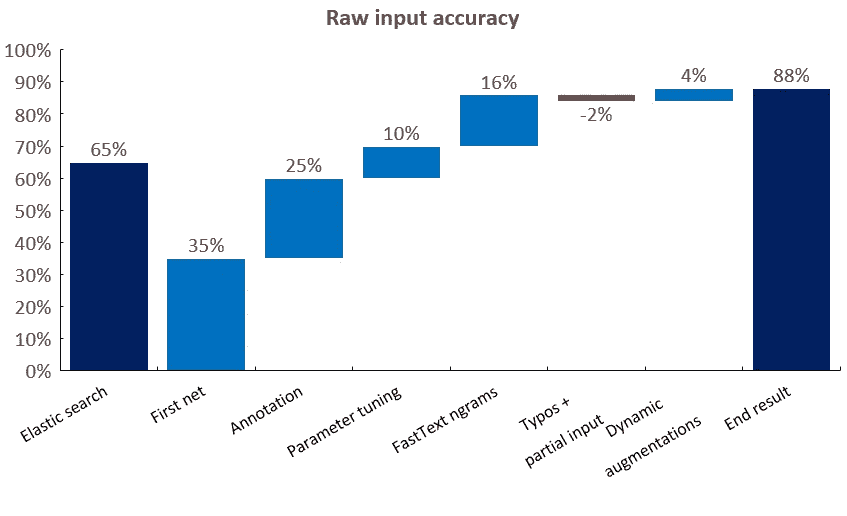 Raw input accuracy
100%
90%
80%
70%
60%
50%
40%
30%
20%
10%
0%
65%
35%
25%
10%
16%
-2%
4%
88%
Elastic search
First net
Annotation
Parameter tuning
FastText ngrams
Typos +
partial input
Dynamic
augmentations
End result